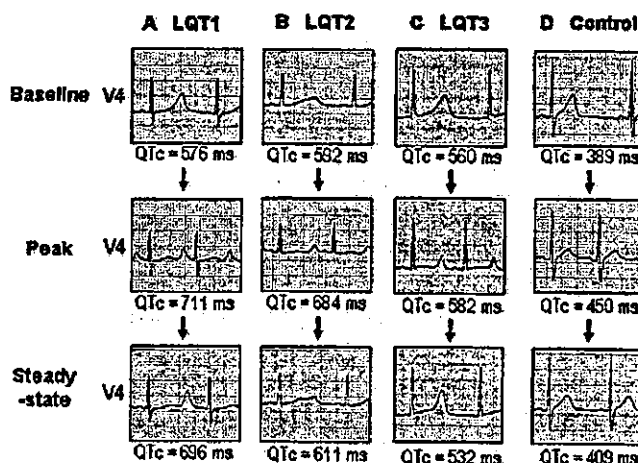 A LQT1 B LQT2 C LQT3 D Control
Baseline V4
QTc = 576 ms QTc = 592 ms QTc = 560 ms QTc = 389 ms
Peak V4
QTc = 711 ms QTc = 684 ms QTc = 582 ms QTc = 450 ms
Steady
-state V4
QTc = 696 ms QTc = 611 ms QTc = 532 ms QTc = 409 ms